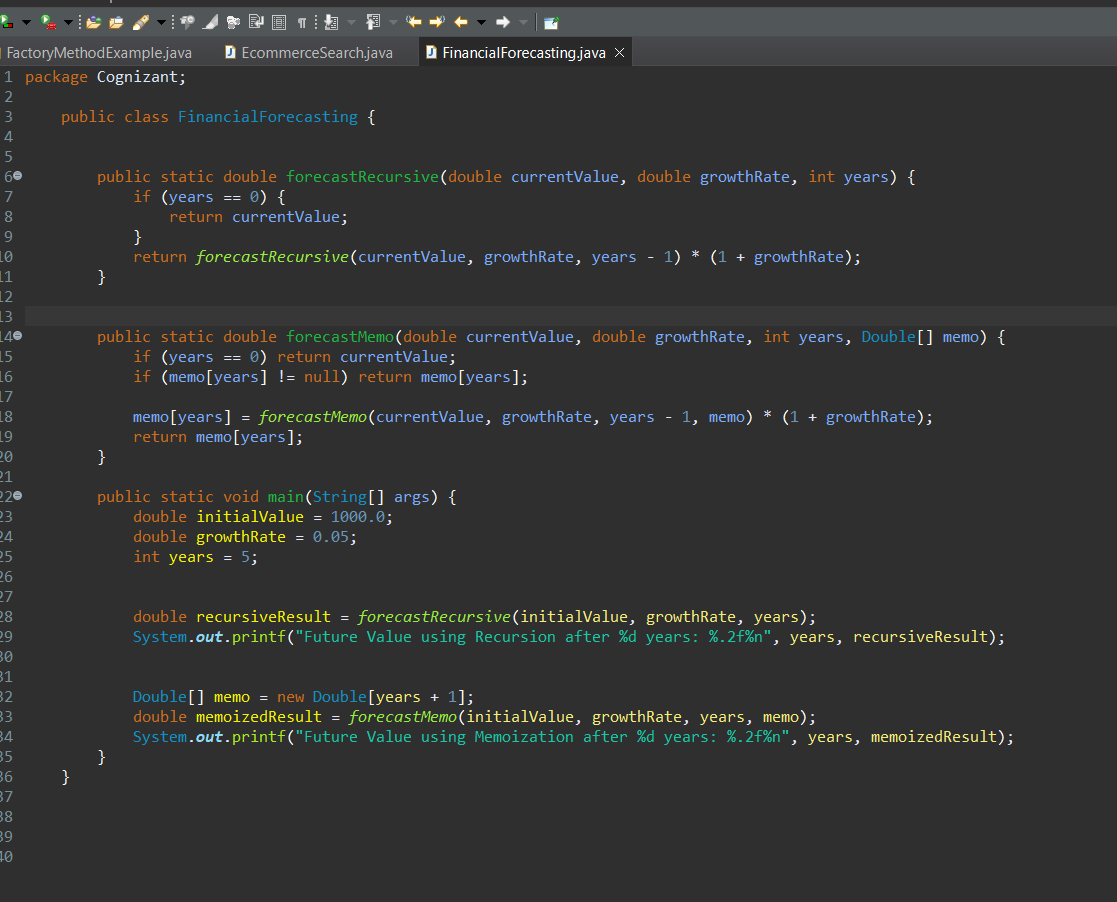 FactoryMethodExample.java EcommerceSearch.java FinancialForecasting.java
1 package Cognizant;
2
3 public class FinancialForecasting {
4
5
6 public static double forecastRecursive(double currentValue, double growthRate, int years) {
7 if (years == 0) {
8 return currentValue;
9 }
10 return forecastRecursive(currentValue, growthRate, years - 1) * (1 + growthRate);
11 }
12
13
14 public static double forecastMemo(double currentValue, double growthRate, int years, Double[] memo) {
15 if (years == 0) return currentValue;
16 if (memo[years] != null) return memo[years];
17
18 memo[years] = forecastMemo(currentValue, growthRate, years - 1, memo) * (1 + growthRate);
19 return memo[years];
20 }
21
22 public static void main(String[] args) {
23 double initialValue = 1000.0;
24 double growthRate = 0.05;
25 int years = 5;
26
27
28 double recursiveResult = forecastRecursive(initialValue, growthRate, years);
29 System.out.printf("Future Value using Recursion after %d years: %.2f%n", years, recursiveResult);
30
31
32 Double[] memo = new Double[years + 1];
33 double memoizedResult = forecastMemo(initialValue, growthRate, years, memo);
34 System.out.printf("Future Value using Memoization after %d years: %.2f%n", years, memoizedResult);
35 }
36 }
37
38
39
40